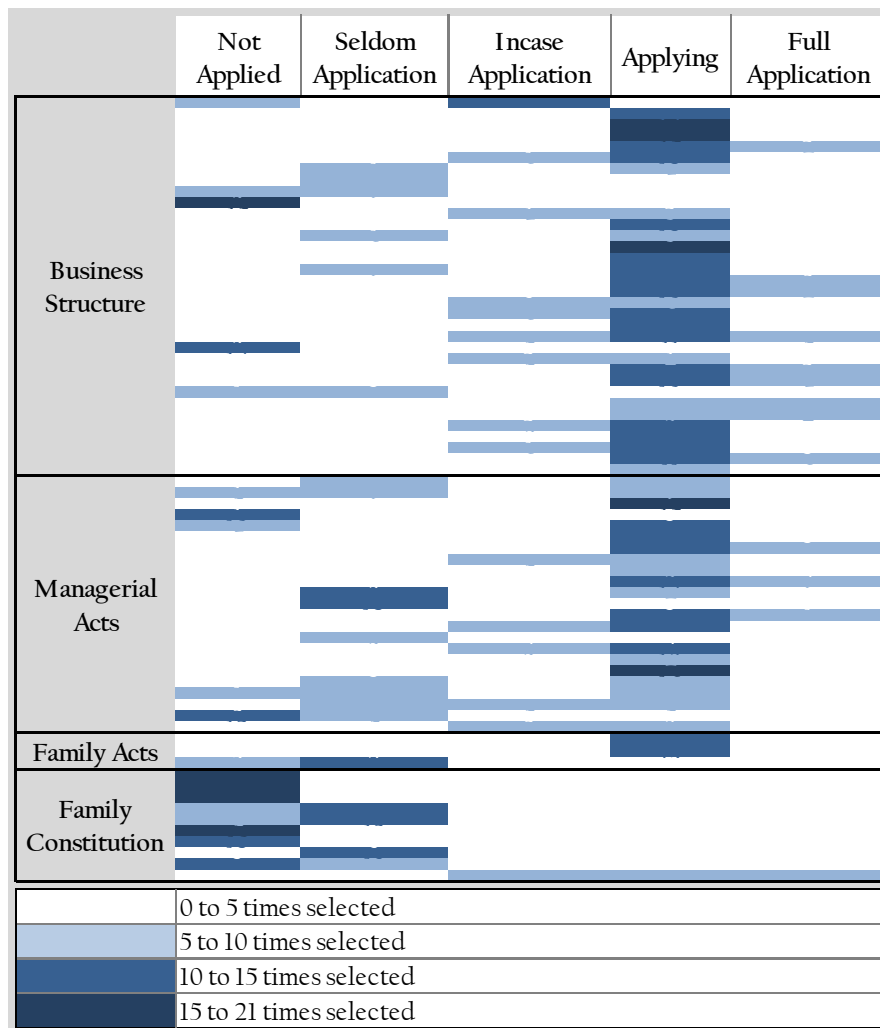 Not
Applied
Seldom
Application
Incase
Application
Applying
Full
Application
Business
Structure
Managerial
Acts
Family Acts
Family
Constitution
0 to 5 times selected
5 to 10 times selected
10 to 15 times selected
15 to 21 times selected